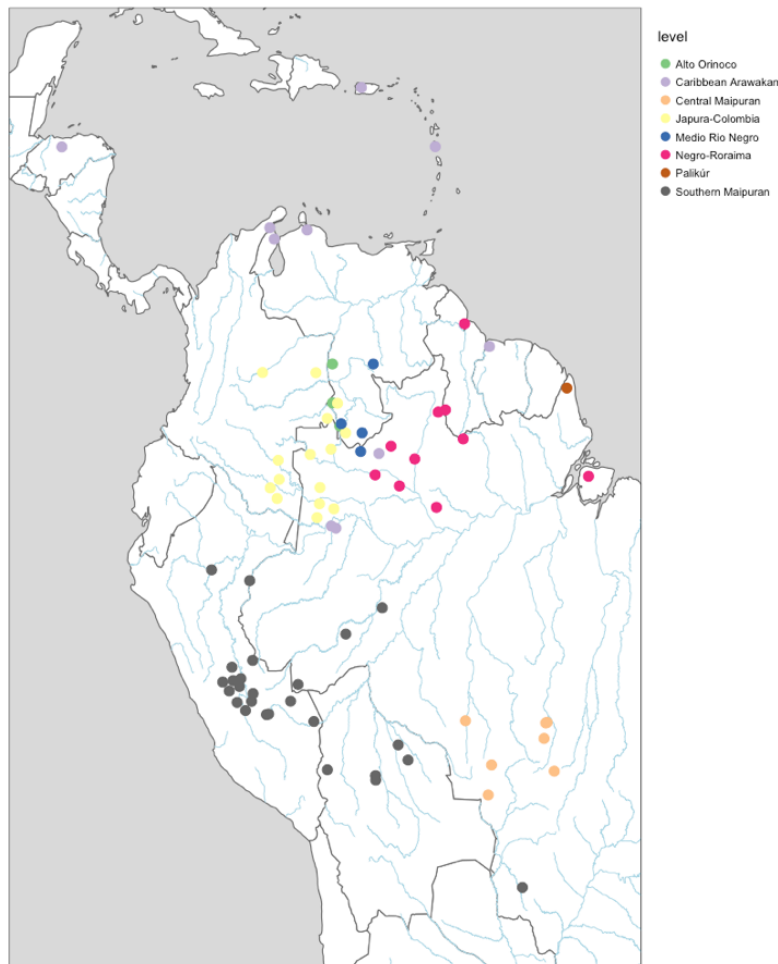 level
Alto Orinoco
Caribbean Arawakan
Central Maipuran
Japura-Colombia
Medio Rio Negro
Negro-Roraima
Palikúr
Southern Maipuran